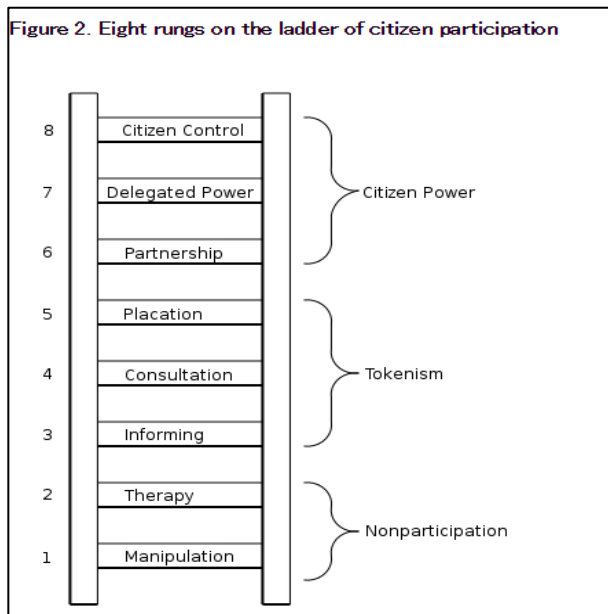 Figure 2. Eight rungs on the ladder of citizen participation
8 Citizen Control
7 Delegated Power Citizen Power
6 Partnership
5 Placation
4 Consultation Tokenism
3 Informing
2 Therapy
Nonparticipation
1 Manipulation